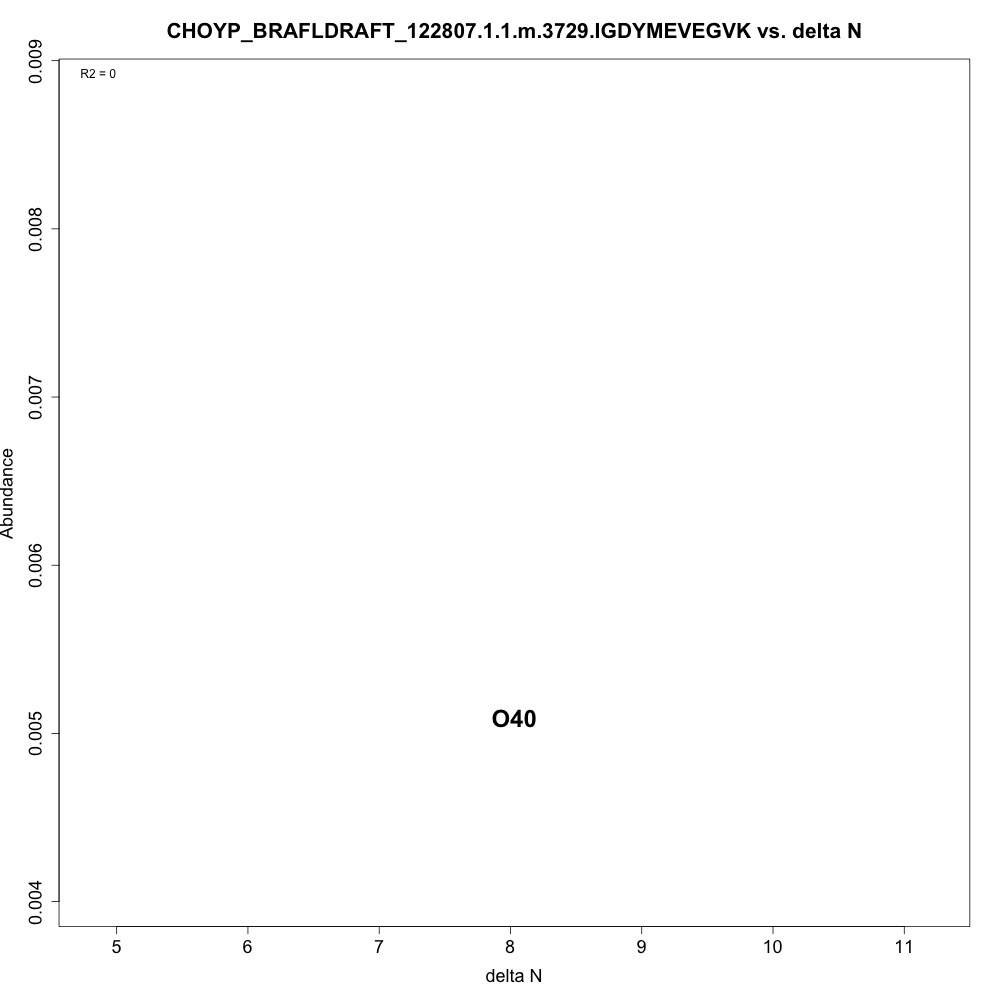 CHOYP_BRAFLDRAFT_122807.1.1.m.3729.IGDYMEVEGVK vs. delta N
R2 = 0
0.009
0.008
0.007
0.006
0.005
0.004
Abundance
O40
5 6 7 8 9 10 11
delta N